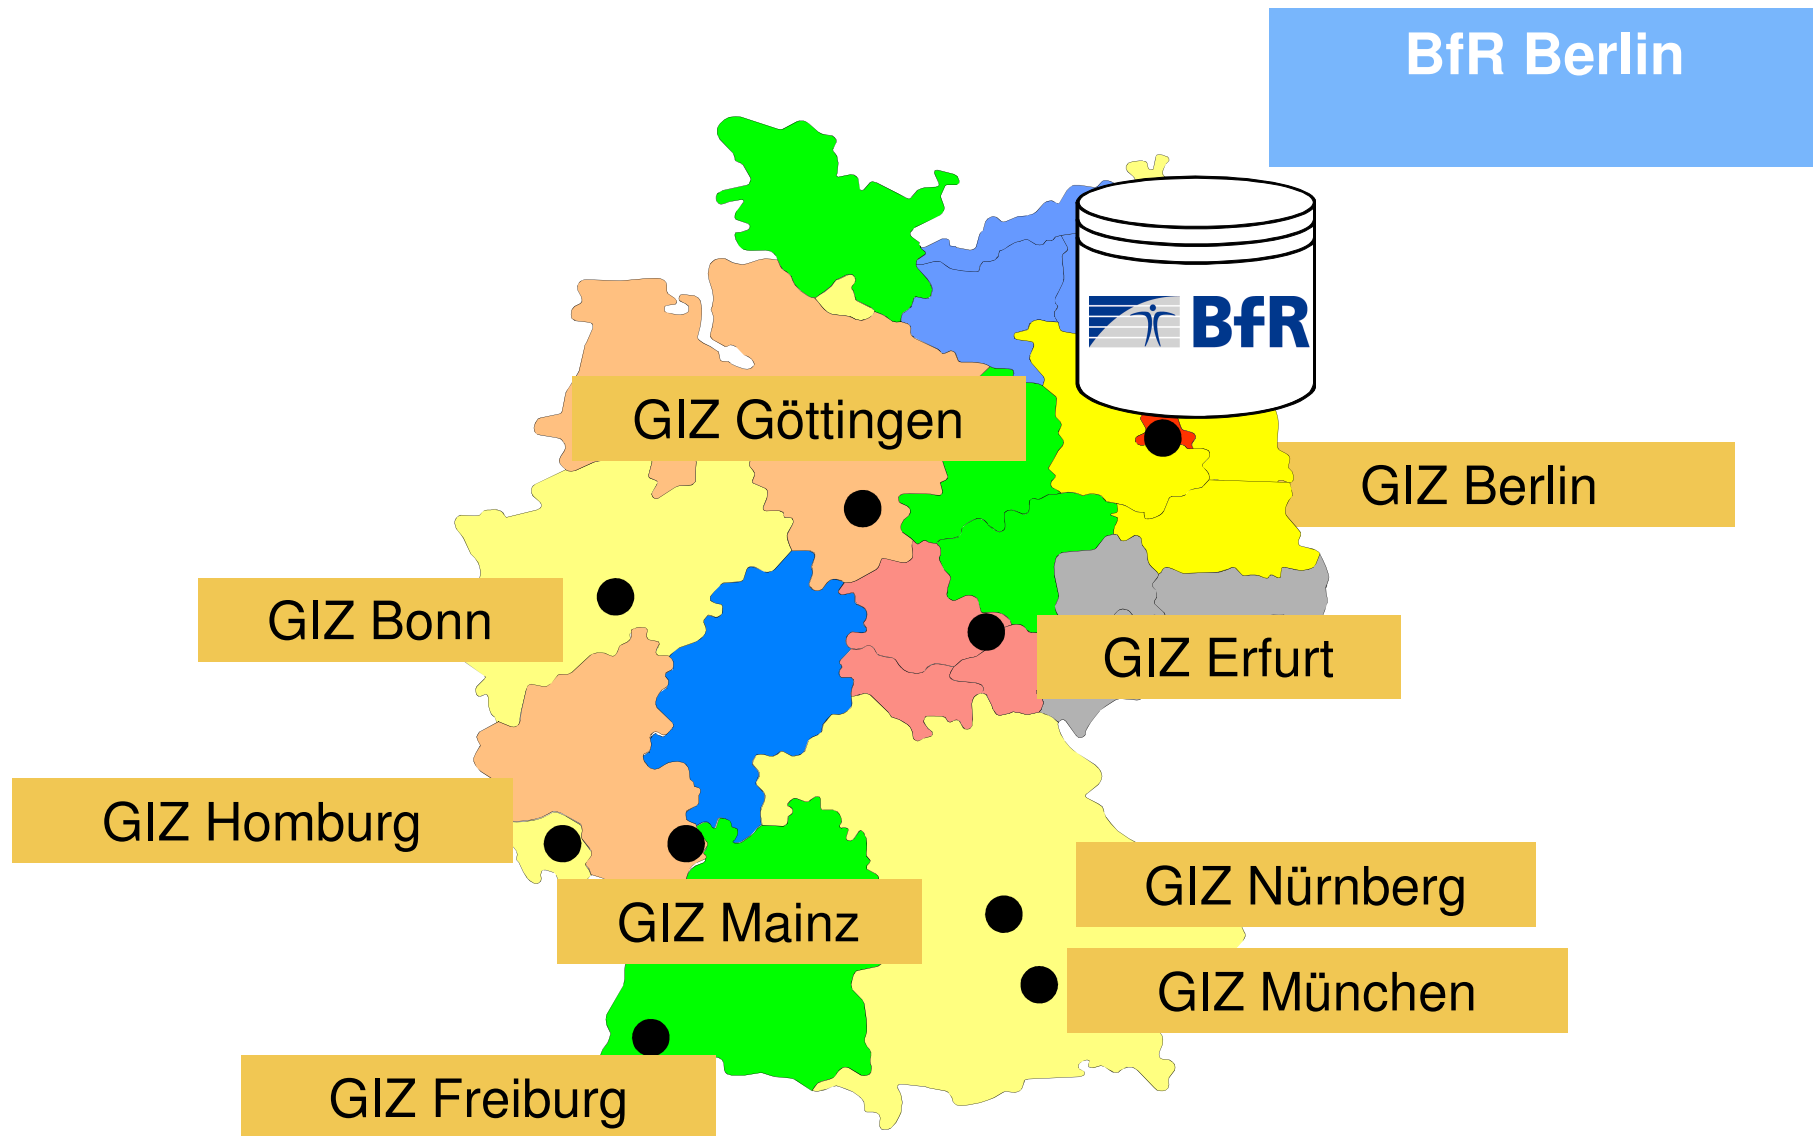 BfR Berlin
BfR
GIZ Göttingen
GIZ Berlin
GIZ Bonn
GIZ Erfurt
GIZ Homburg
GIZ Nürnberg
GIZ Mainz
GIZ München
GIZ Freiburg